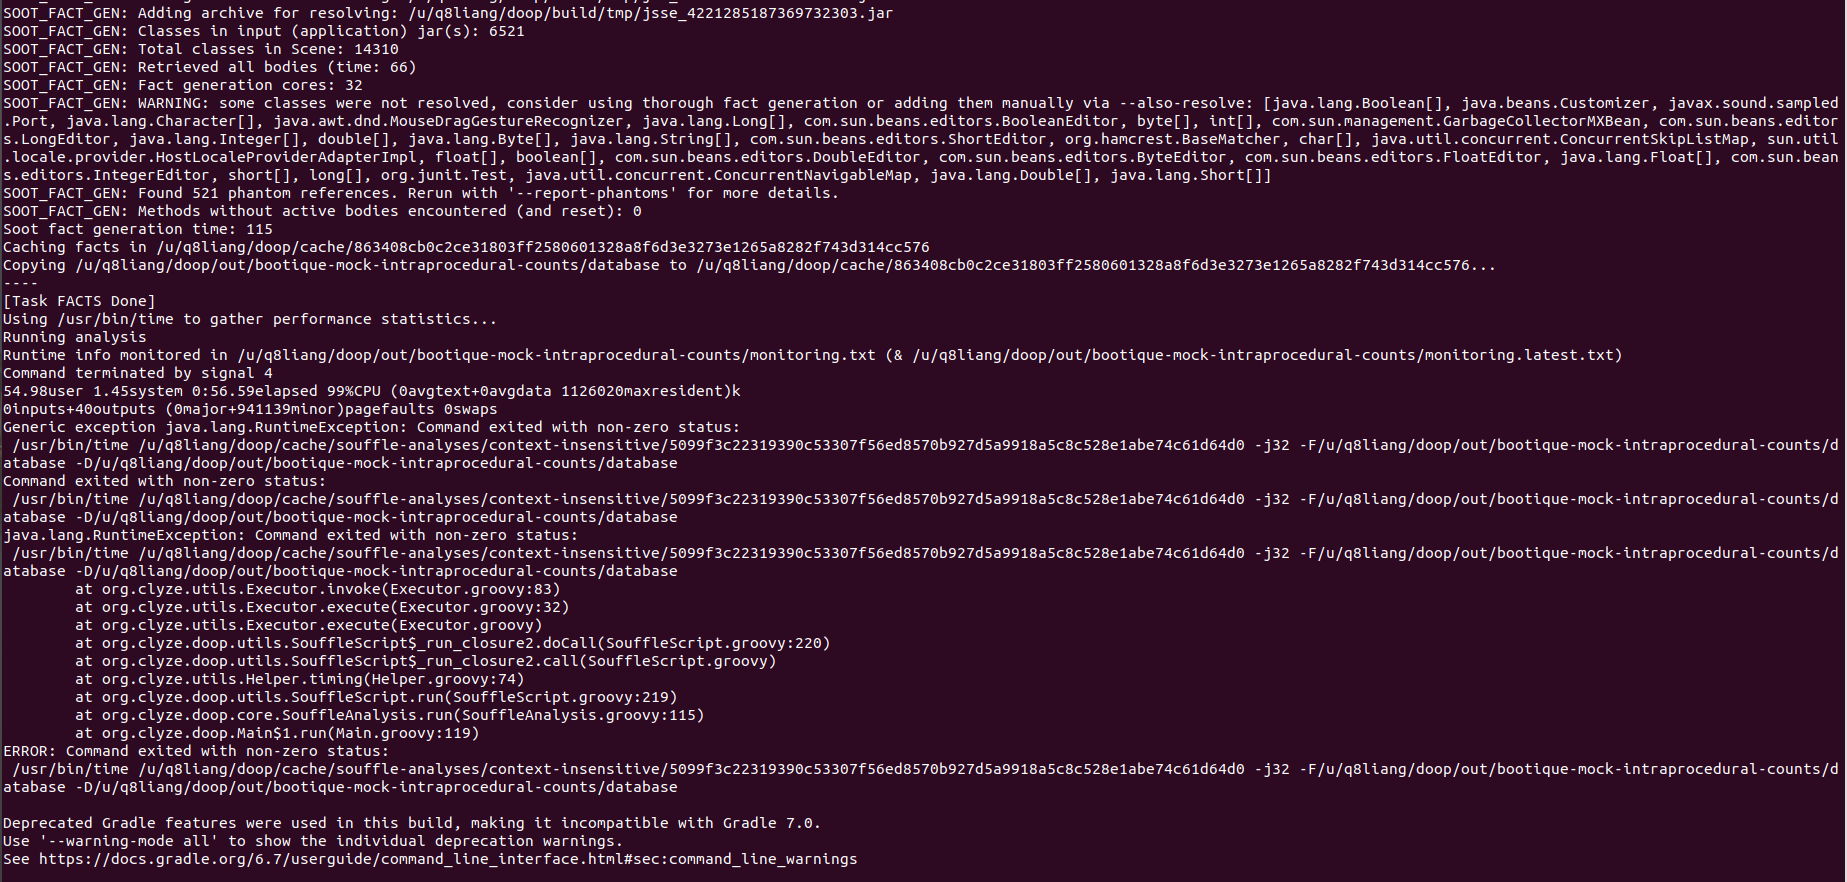 SOOT_FACT_GEN: Adding archive for resolving: /u/q8liang/doop/build/tmp/jsse_4221285187369732303.jar
SOOT_FACT_GEN: Classes in input (application) jar(s): 6521
SOOT_FACT_GEN: Total classes in Scene: 14310
SOOT_FACT_GEN: Retrieved all bodies (time: 66)
SOOT_FACT_GEN: Fact generation cores: 32
SOOT_FACT_GEN: WARNING: some classes were not resolved, consider using thorough fact generation or adding them manually via --also-resolve: [java.lang.Boolean[], java.beans.Customizer, javax.sound.sampled
.Port, java.lang.Character[], java.awt.dnd.MouseDragGestureRecognizer, java.lang.Long[], com.sun.beans.editors.BooleanEditor, byte[], int[], com.sun.management.GarbageCollectorMXBean, com.sun.beans.editor
s.LongEditor, java.lang.Integer[], double[], java.lang.Byte[], java.lang.String[], com.sun.beans.editors.ShortEditor, org.hamcrest.BaseMatcher, char[], java.util.concurrent.ConcurrentSkipListMap, sun.util
.locale.provider.HostLocaleProviderAdapterImpl, float[], boolean[], com.sun.beans.editors.DoubleEditor, com.sun.beans.editors.ByteEditor, com.sun.beans.editors.FloatEditor, java.lang.Float[], com.sun.bean
s.editors.IntegerEditor, short[], long[], org.junit.Test, java.util.concurrent.ConcurrentNavigableMap, java.lang.Double[], java.lang.Short[]]
SOOT_FACT_GEN: Found 521 phantom references. Rerun with '--report-phantoms' for more details.
SOOT_FACT_GEN: Methods without active bodies encountered (and reset): 0
Soot fact generation time: 115
Caching facts in /u/q8liang/doop/cache/863408cb0c2ce31803ff2580601328a8f6d3e3273e1265a8282f743d314cc576
Copying /u/q8liang/doop/out/bootique-mock-intraprocedural-counts/database to /u/q8liang/doop/cache/863408cb0c2ce31803ff2580601328a8f6d3e3273e1265a8282f743d314cc576...
----
[Task FACTS Done]
Using /usr/bin/time to gather performance statistics...
Running analysis
Runtime info monitored in /u/q8liang/doop/out/bootique-mock-intraprocedural-counts/monitoring.txt (& /u/q8liang/doop/out/bootique-mock-intraprocedural-counts/monitoring.latest.txt)
Command terminated by signal 4
54.98user 1.45system 0:56.59elapsed 99%CPU (0avgtext+0avgdata 1126020maxresident)k
0inputs+40outputs (0major+941139minor)pagefaults 0swaps
Generic exception java.lang.RuntimeException: Command exited with non-zero status:
 /usr/bin/time /u/q8liang/doop/cache/souffle-analyses/context-insensitive/5099f3c22319390c53307f56ed8570b927d5a9918a5c8c528e1abe74c61d64d0 -j32 -F/u/q8liang/doop/out/bootique-mock-intraprocedural-counts/d
atabase -D/u/q8liang/doop/out/bootique-mock-intraprocedural-counts/database
Command exited with non-zero status:
 /usr/bin/time /u/q8liang/doop/cache/souffle-analyses/context-insensitive/5099f3c22319390c53307f56ed8570b927d5a9918a5c8c528e1abe74c61d64d0 -j32 -F/u/q8liang/doop/out/bootique-mock-intraprocedural-counts/d
atabase -D/u/q8liang/doop/out/bootique-mock-intraprocedural-counts/database
java.lang.RuntimeException: Command exited with non-zero status:
 /usr/bin/time /u/q8liang/doop/cache/souffle-analyses/context-insensitive/5099f3c22319390c53307f56ed8570b927d5a9918a5c8c528e1abe74c61d64d0 -j32 -F/u/q8liang/doop/out/bootique-mock-intraprocedural-counts/d
atabase -D/u/q8liang/doop/out/bootique-mock-intraprocedural-counts/database
        at org.clyze.utils.Executor.invoke(Executor.groovy:83)
        at org.clyze.utils.Executor.execute(Executor.groovy:32)
        at org.clyze.utils.Executor.execute(Executor.groovy)
        at org.clyze.doop.utils.SouffleScript$_run_closure2.doCall(SouffleScript.groovy:220)
        at org.clyze.doop.utils.SouffleScript$_run_closure2.call(SouffleScript.groovy)
        at org.clyze.utils.Helper.timing(Helper.groovy:74)
        at org.clyze.doop.utils.SouffleScript.run(SouffleScript.groovy:219)
        at org.clyze.doop.core.SouffleAnalysis.run(SouffleAnalysis.groovy:115)
        at org.clyze.doop.Main$1.run(Main.groovy:119)
ERROR: Command exited with non-zero status:
 /usr/bin/time /u/q8liang/doop/cache/souffle-analyses/context-insensitive/5099f3c22319390c53307f56ed8570b927d5a9918a5c8c528e1abe74c61d64d0 -j32 -F/u/q8liang/doop/out/bootique-mock-intraprocedural-counts/d
atabase -D/u/q8liang/doop/out/bootique-mock-intraprocedural-counts/database

Deprecated Gradle features were used in this build, making it incompatible with Gradle 7.0.
Use '--warning-mode all' to show the individual deprecation warnings.
See https://docs.gradle.org/6.7/userguide/command_line_interface.html#sec:command_line_warnings